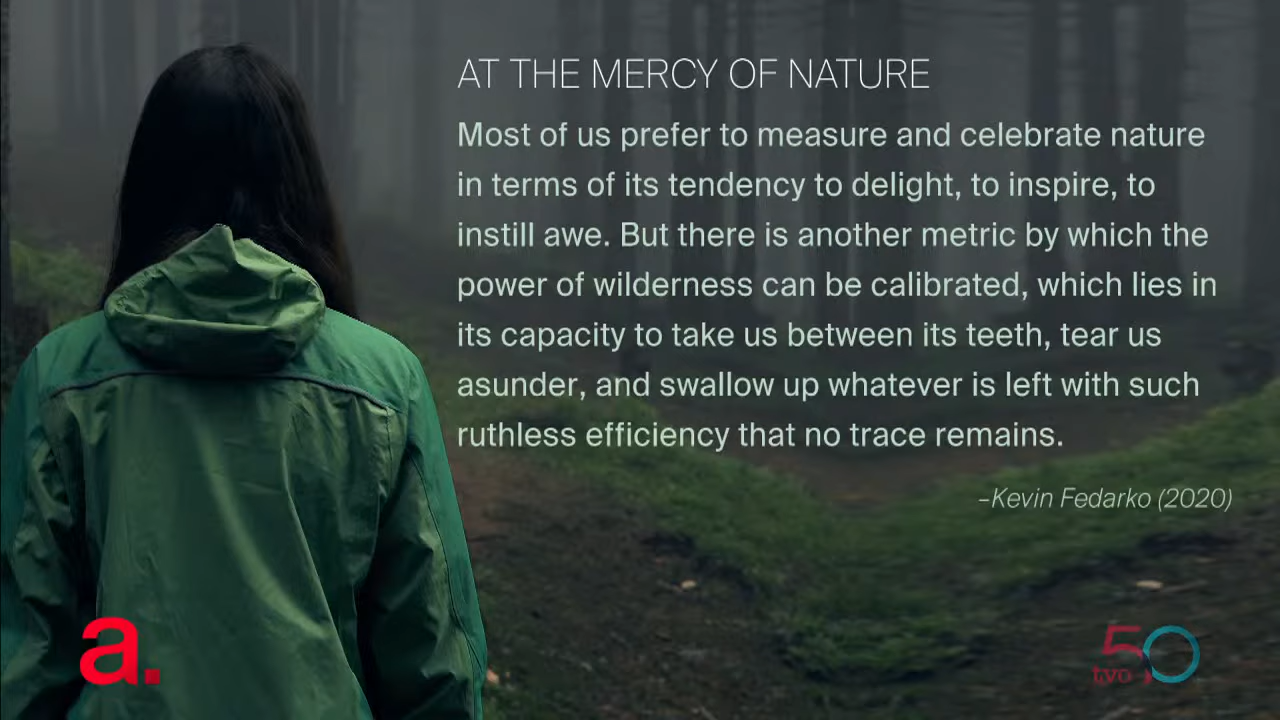 AT THE MERCY OF NATURE
Most of us prefer to measure and celebrate nature
in terms of its tendency to delight, to inspire, to
instill awe. But there is another metric by which the
power of wilderness can be calibrated, which lies in
its capacity to take us between its teeth, tear us
asunder, and swallow up whatever is left with such
ruthless efficiency that no trace remains.
–Kevin Fedarko (2020)
a.
50
tvo